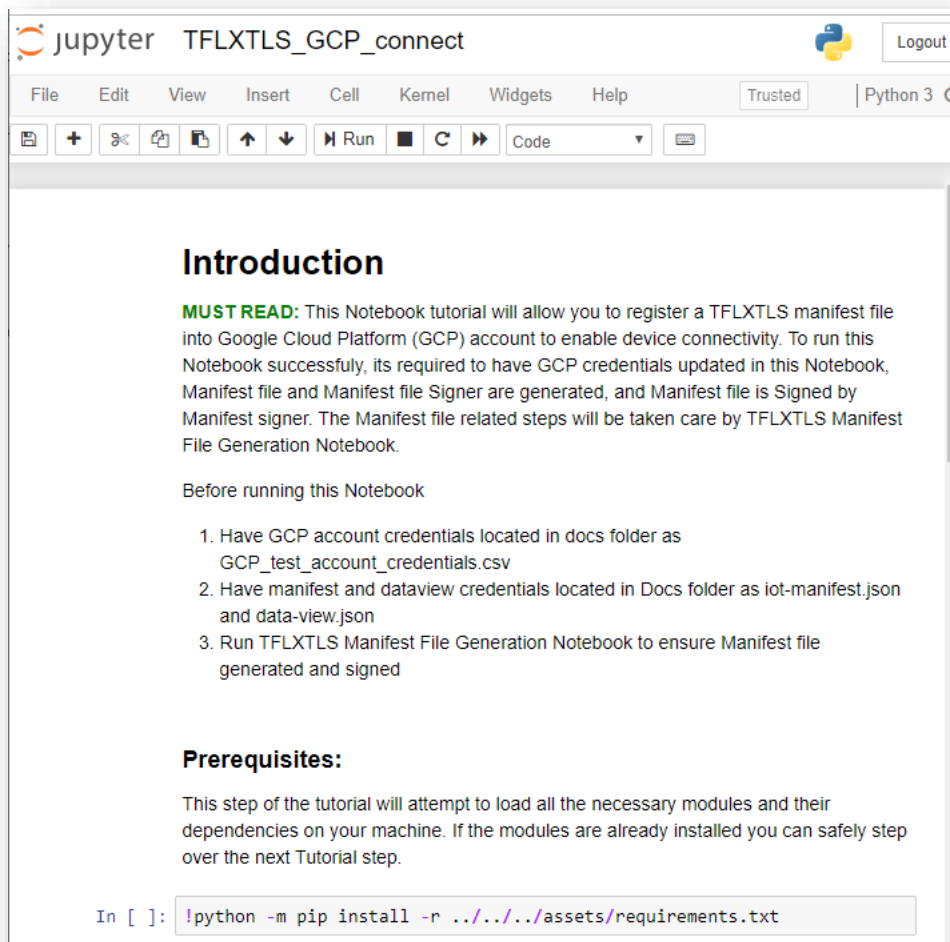 jupyter TFLXTLS_GCP_connect Logout
File Edit View Insert Cell Kernel Widgets Help Trusted Python 3
Run Code
Introduction
MUST READ: This Notebook tutorial will allow you to register a TFLXTLS manifest file
into Google Cloud Platform (GCP) account to enable device connectivity. To run this
Notebook successfuly, its required to have GCP credentials updated in this Notebook,
Manifest file and Manifest file Signer are generated, and Manifest file is Signed by
Manifest signer. The Manifest file related steps will be taken care by TFLXTLS Manifest
File Generation Notebook.
Before running this Notebook
1. Have GCP account credentials located in docs folder as
GCP_test_account_credentials.csv
2. Have manifest and dataview credentials located in Docs folder as iot-manifest.json
and data-view.json
3. Run TFLXTLS Manifest File Generation Notebook to ensure Manifest file
generated and signed
Prerequisites:
This step of the tutorial will attempt to load all the necessary modules and their
dependencies on your machine. If the modules are already installed you can safely step
over the next Tutorial step.
In [ ]: !python -m pip install -r ../../../assets/requirements.txt